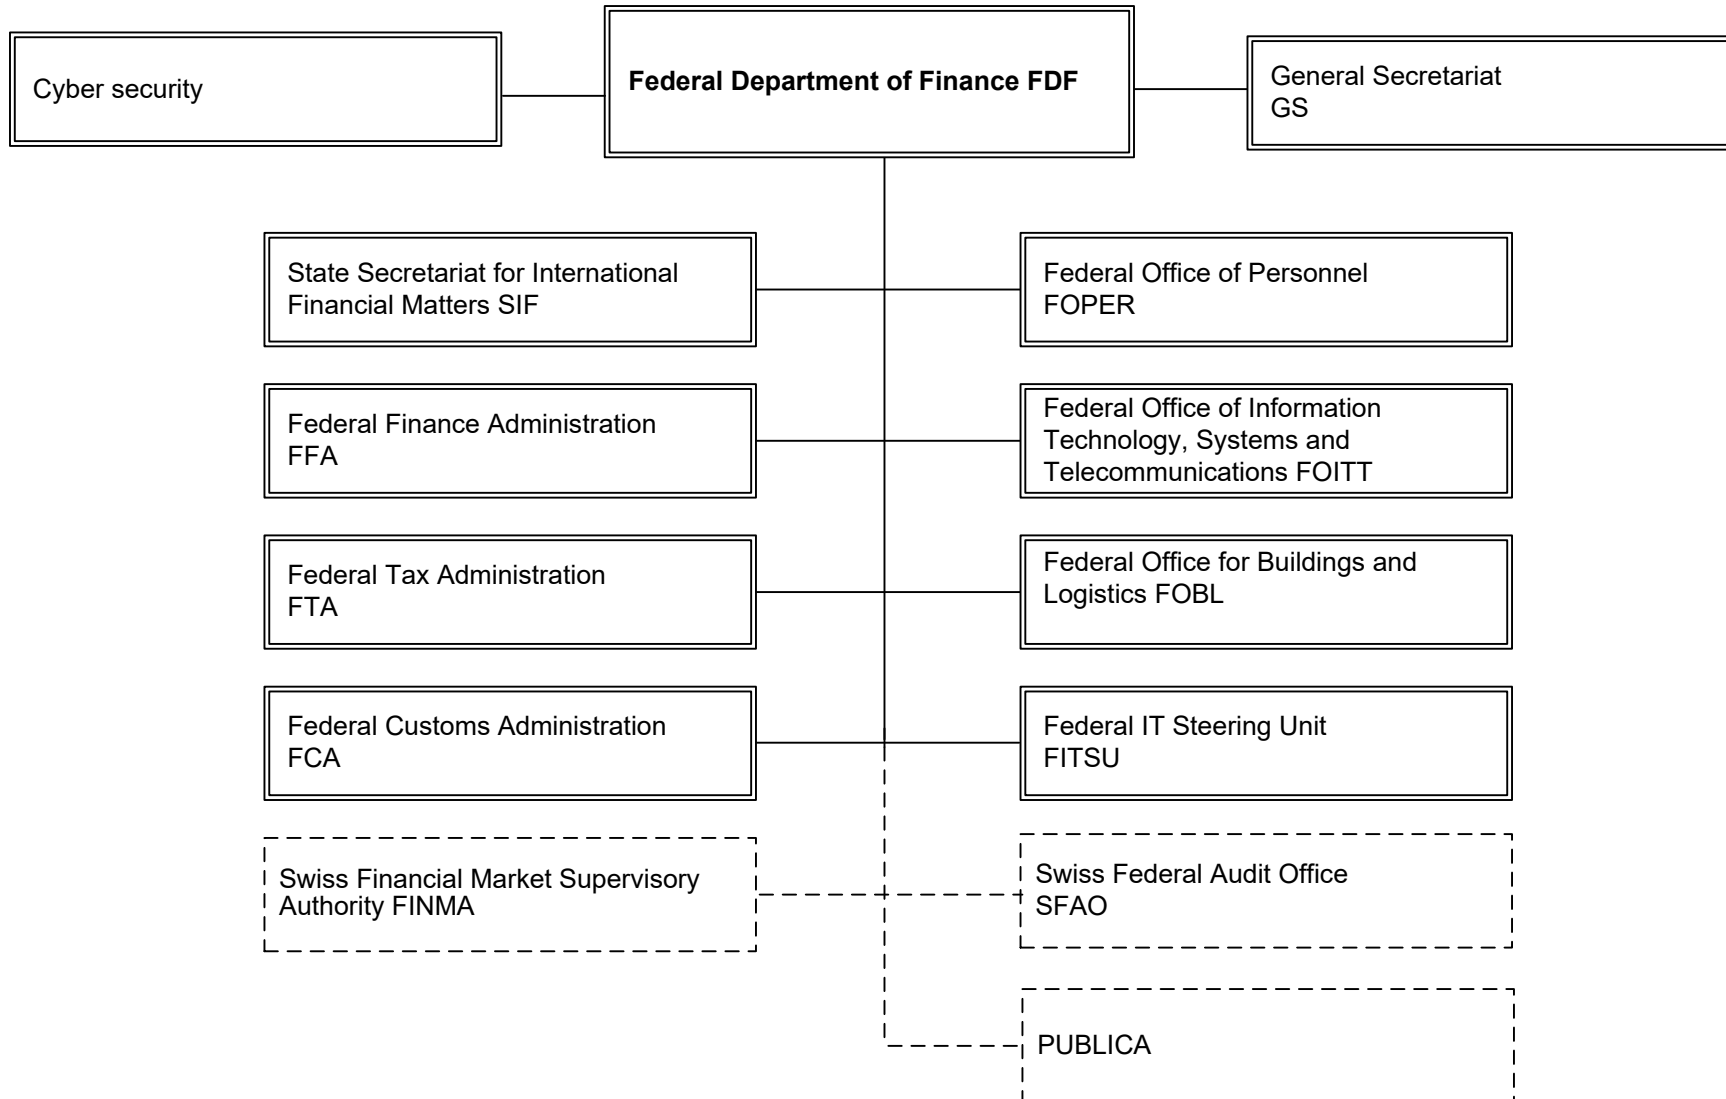 Cyber security
Federal Department of Finance FDF
General Secretariat
GS
State Secretariat for International
Financial Matters SIF
Federal Office of Personnel
FOPER
Federal Finance Administration
FFA
Federal Office of Information
Technology, Systems and
Telecommunications FOITT
Federal Tax Administration
FTA
Federal Office for Buildings and
Logistics FOBL
Federal Customs Administration
FCA
Federal IT Steering Unit
FITSU
Swiss Financial Market Supervisory
Authority FINMA
Swiss Federal Audit Office
SFAO
PUBLICA